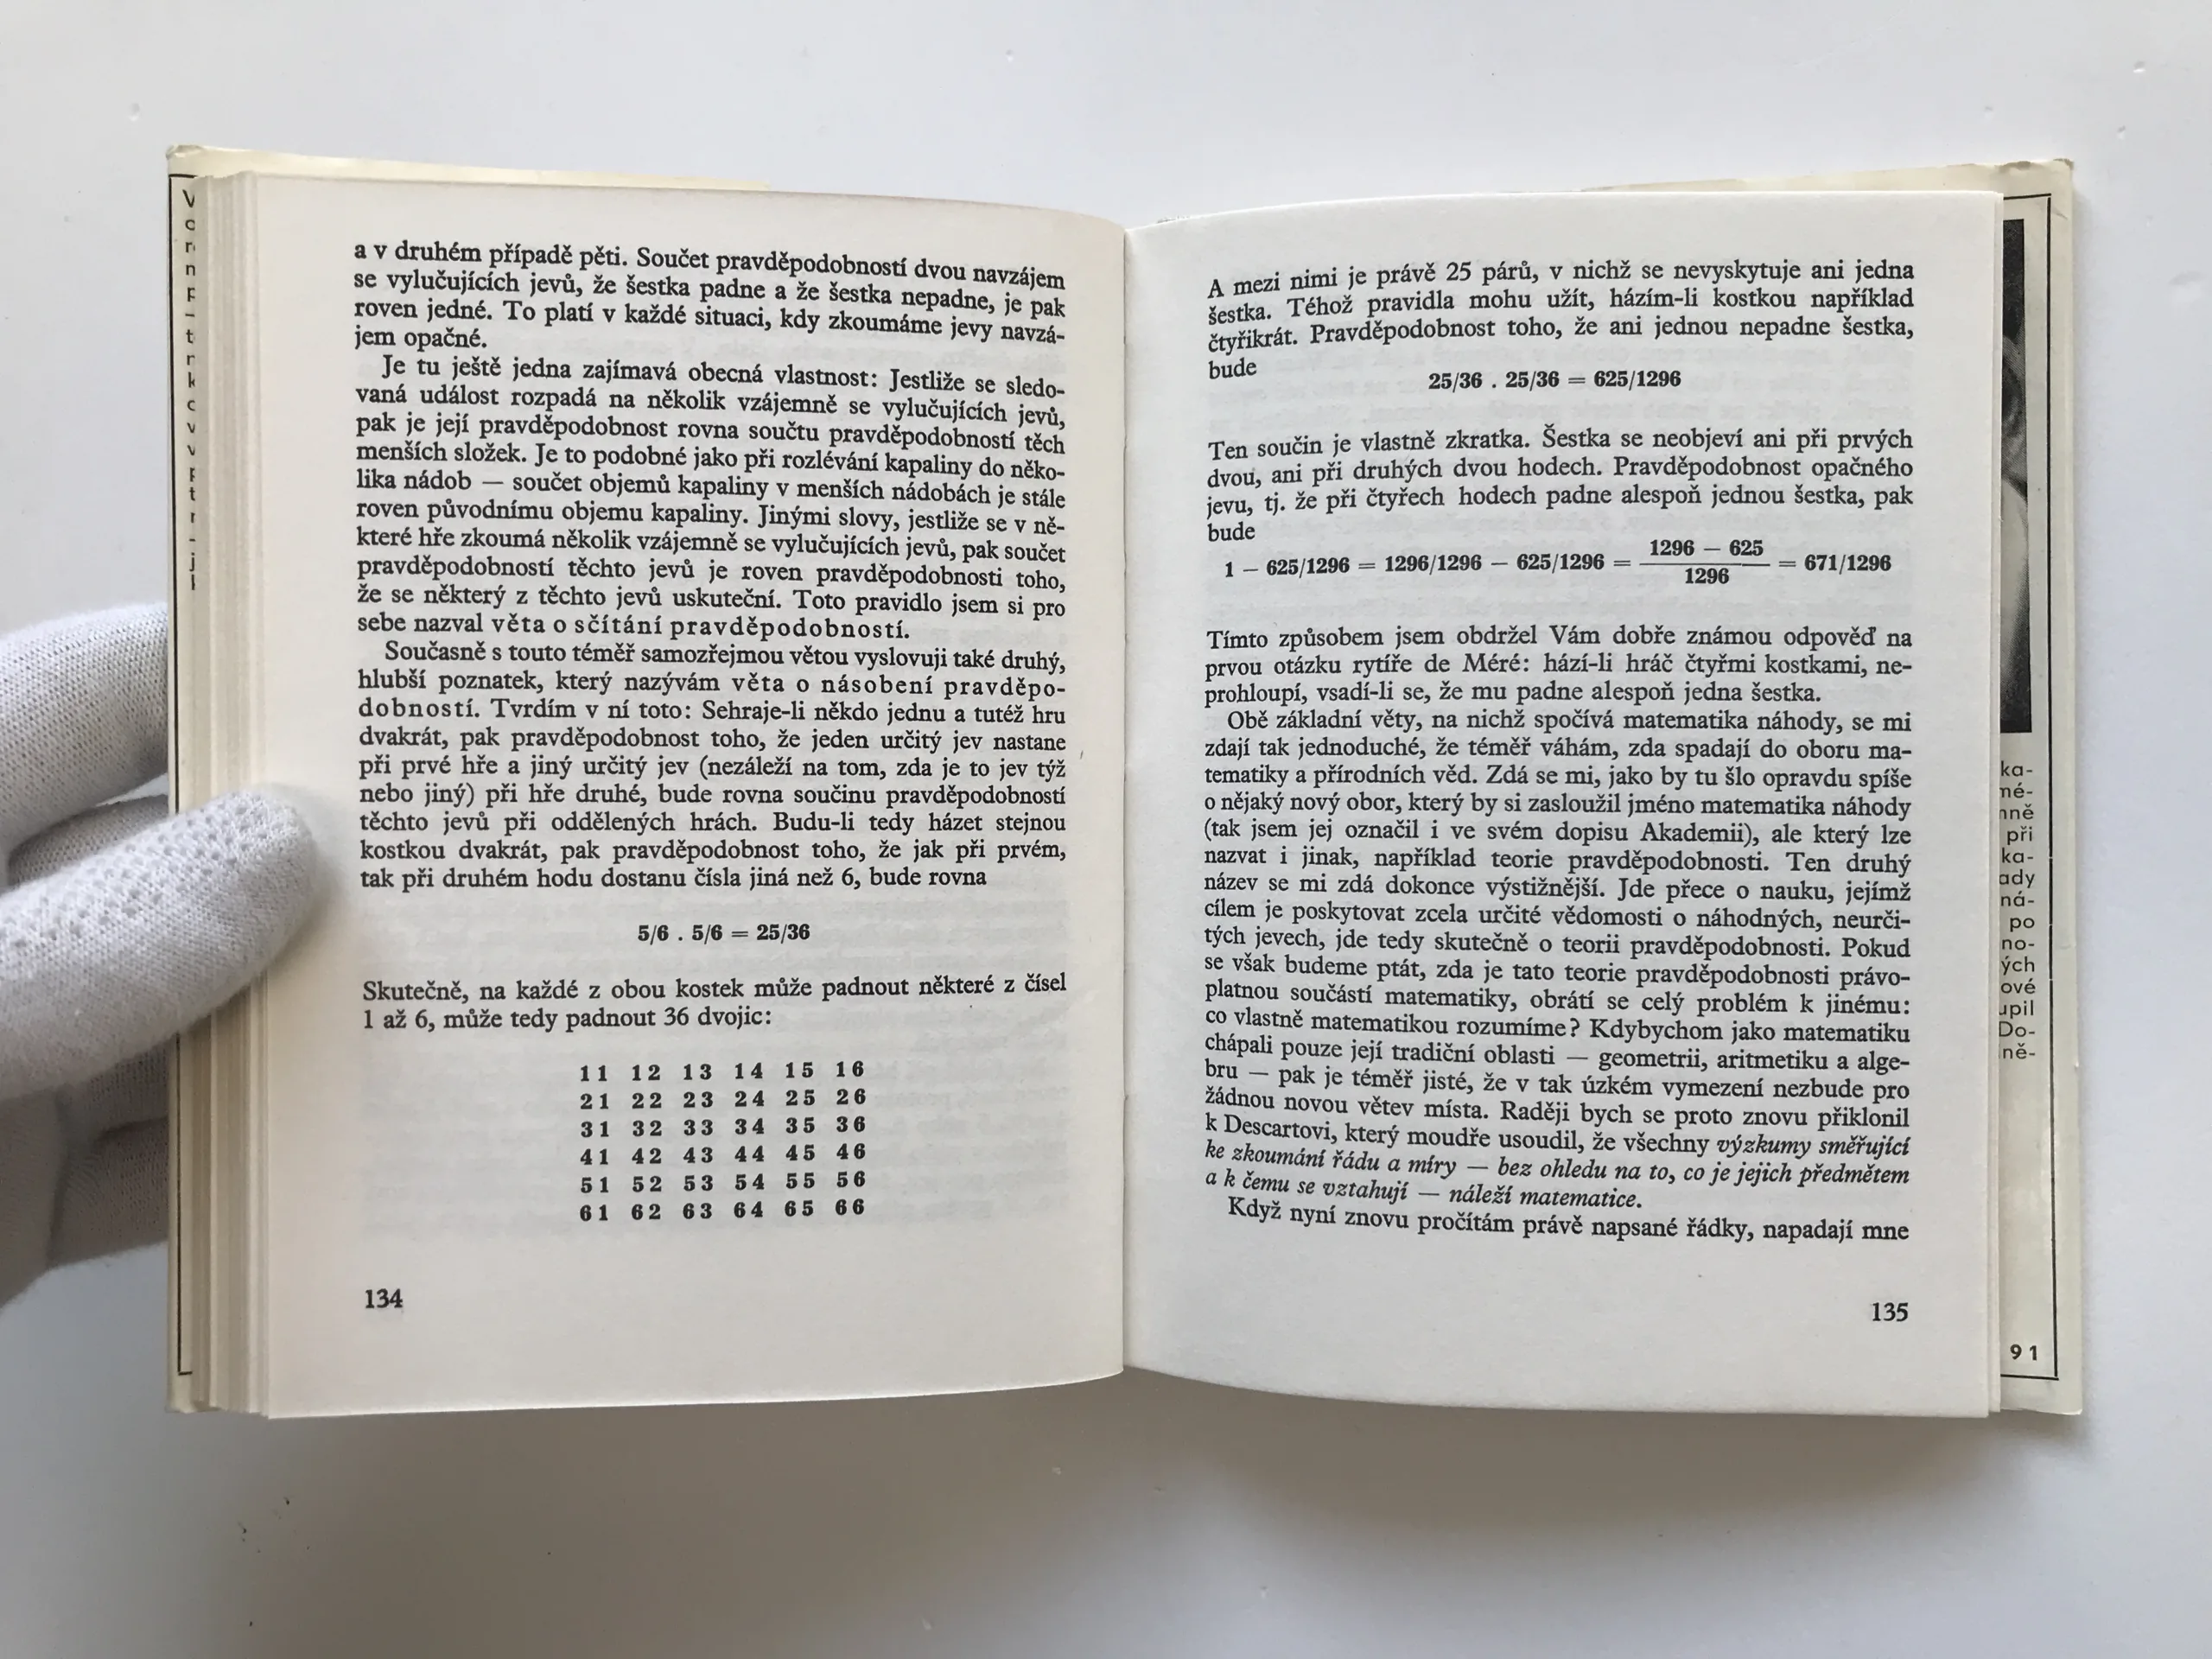 a v druhém případě pěti. Součet pravděpodobností dvou navzájem
se vylučujících jevů, že šestka padne a že šestka nepadne, je pak
roven jedné. To platí v každé situaci, kdy zkoumáme jevy navzá-
jem opačné.
Je tu ještě jedna zajímavá obecná vlastnost: Jestliže se sledo-
vaná událost rozpadá na několik vzájemně se vylučujících jevů,
pak je její pravděpodobnost rovna součtu pravděpodobností těch
menších složek. Je to podobné jako při rozlévání kapaliny do něko-
lika nádob — součet objemů kapaliny v menších nádobách je stále
roven původnímu objemu kapaliny. Jinými slovy, jestliže se v ně-
které hře zkoumá několik vzájemně se vylučujících jevů, pak součet
pravděpodobností těchto jevů je roven pravděpodobnosti toho,
že se některý z těchto jevů uskuteční. Toto pravidlo jsem si pro
sebe nazval věta o sčítání pravděpodobností.
Současně s touto téměř samozřejmou větou vyslovuji také druhý,
hlubší poznatek, který nazývám věta o násobení pravděpo-
dobností. Tvrdím v ní toto: Sehraje-li někdo jednu a tutéž hru
dvakrát, pak pravděpodobnost toho, že jeden určitý jev nastane
při prvé hře a jiný určitý jev (nezáleží na tom, zda je to jev týž
nebo jiný) při hře druhé, bude rovna součinu pravděpodobností
těchto jevů při oddělených hrách. Budu-li tedy házet stejnou
kostkou dvakrát, pak pravděpodobnost toho, že jak při prvém,
tak při druhém hodu dostanu čísla jiná než 6, bude rovna
5/6 . 5/6 = 25/36
Skutečně, na každé z obou kostek může padnout některé z čísel
1 až 6, může tedy padnout 36 dvojic:
11 12 13 14 15 16
21 22 23 24 25 26
31 32 33 34 35 36
41 42 43 44 45 46
51 52 53 54 55 56
61 62 63 64 65 66
134
A mezi nimi je právě 25 párů, v nichž se nevyskytuje ani jedna
šestka. Téhož pravidla mohu užít, házím-li kostkou například
čtyřikrát. Pravděpodobnost toho, že ani jednou nepadne šestka,
bude
25/36 . 25/36 = 625/1296
Ten součin je vlastně zkratka. Šestka se neobjeví ani při prvých
dvou, ani při druhých dvou hodech. Pravděpodobnost opačného
jevu, tj. že při čtyřech hodech padne alespoň jednou šestka, pak
bude
1 — 625/1296 = 1296/1296 — 625/1296 = 1296 — 625 / 1296 = 671/1296
Tímto způsobem jsem obdržel Vám dobře známou odpověď na
prvou otázku rytíře de Méré: hází-li hráč čtyřmi kostkami, ne-
prohloupí, vsadí-li se, že mu padne alespoň jedna šestka.
Obě základní věty, na nichž spočívá matematika náhody, se mi
zdají tak jednoduché, že téměř váhám, zda spadají do oboru ma-
tematiky a přírodních věd. Zdá se mi, jako by tu šlo opravdu spíše
o nějaký nový obor, který by si zasloužil jméno matematika náhody
(tak jsem jej označil i ve svém dopisu Akademii), ale který lze
nazvat i jinak, například teorie pravděpodobnosti. Ten druhý
název se mi zdá dokonce výstižnější. Jde přece o nauku, jejímž
cílem je poskytovat zcela určité vědomosti o náhodných, neurči-
tých jevech, jde tedy skutečně o teorii pravděpodobnosti. Pokud
se však budeme ptát, zda je tato teorie pravděpodobnosti právo-
platnou součástí matematiky, obrátí se celý problém k jinému:
co vlastně matematikou rozumíme? Kdybychom jako matematiku
chápali pouze její tradiční oblasti — geometrii, aritmetiku a alge-
bru — pak je téměř jisté, že v tak úzkém vymezení nezbude pro
žádnou novou větev místa. Raději bych se proto znovu přiklonil
k Descartovi, který moudře usoudil, že všechny výzkumy směřující
ke zkoumání řádu a míry — bez ohledu na to, co je jejich předmětem
a k čemu se vztahují — náleží matematice.
Když nyní znovu pročítám právě napsané řádky, napadají mne
135
ka-
mě
při
ka-
ady
ná-
po
no-
ých
ové
upil
Do-
ně-
91